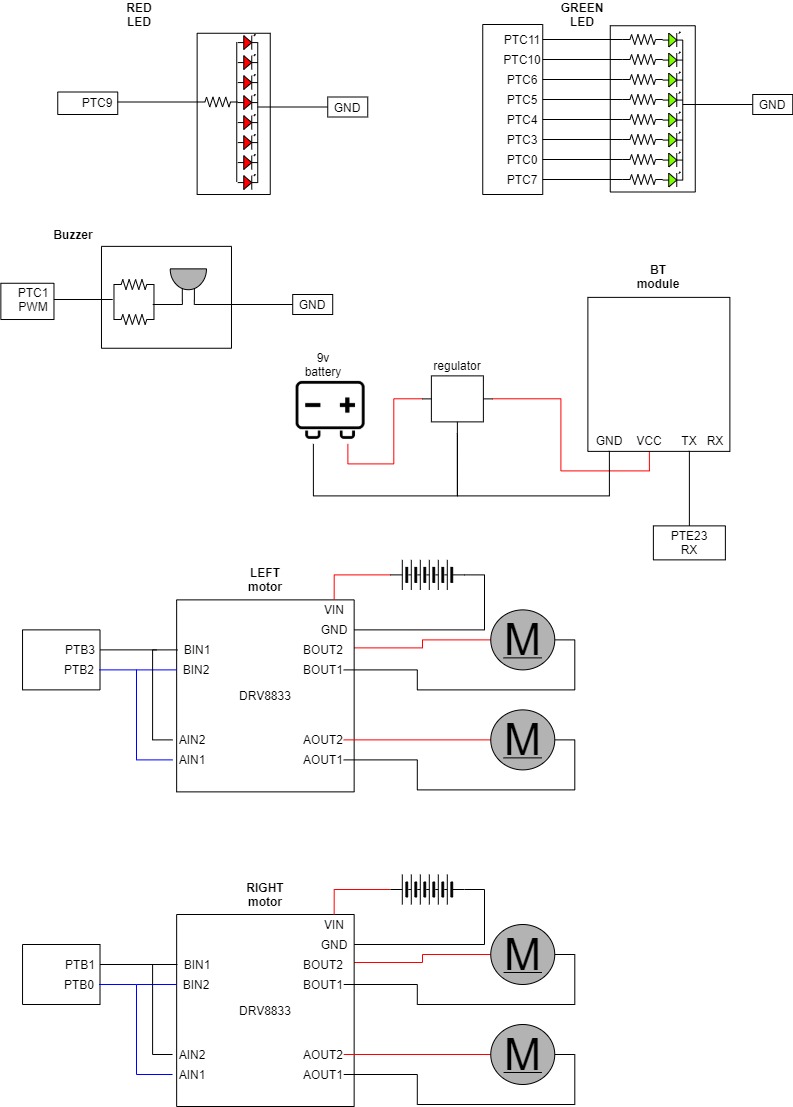 RED
LED
PTC9
GND
GREEN
LED
PTC11
PTC10
PTC6
PTC5
PTC4
PTC3
PTC0
PTC7
GND
Buzzer
PTC1
PWM
GND
BT
module
GND VCC TX RX
PTE23
RX
9v
battery
regulator
LEFT
motor
VIN
GND
PTB3
PTB2
BIN1
BIN2
BOUT2
BOUT1
DRV8833
AIN2
AIN1
AOUT2
AOUT1
M
M
RIGHT
motor
VIN
GND
PTB1
PTB0
BIN1
BIN2
BOUT2
BOUT1
DRV8833
AIN2
AIN1
AOUT2
AOUT1
M
M